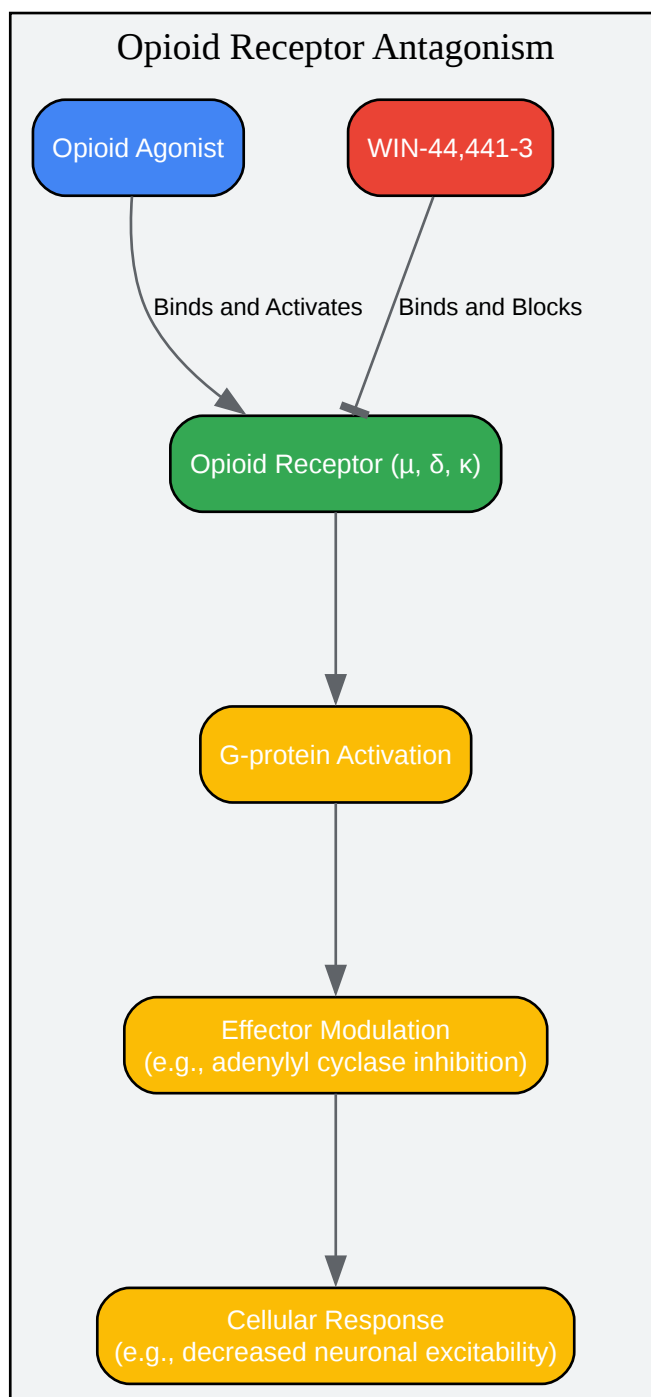 Opioid Receptor Antagonism
Opioid Agonist
WIN-44,441-3
Binds and Activates
Binds and Blocks
Opioid Receptor (μ, δ, κ)
G-protein Activation
Effector Modulation
(e.g., adenylyl cyclase inhibition)
Cellular Response
(e.g., decreased neuronal excitability)